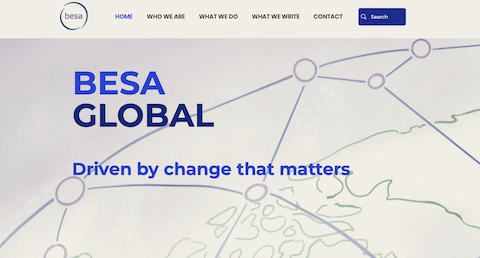 besa
HOME WHO WE ARE WHAT WE DO WHAT WE WRITE CONTACT Search
BESA
GLOBAL
Driven by change that matters